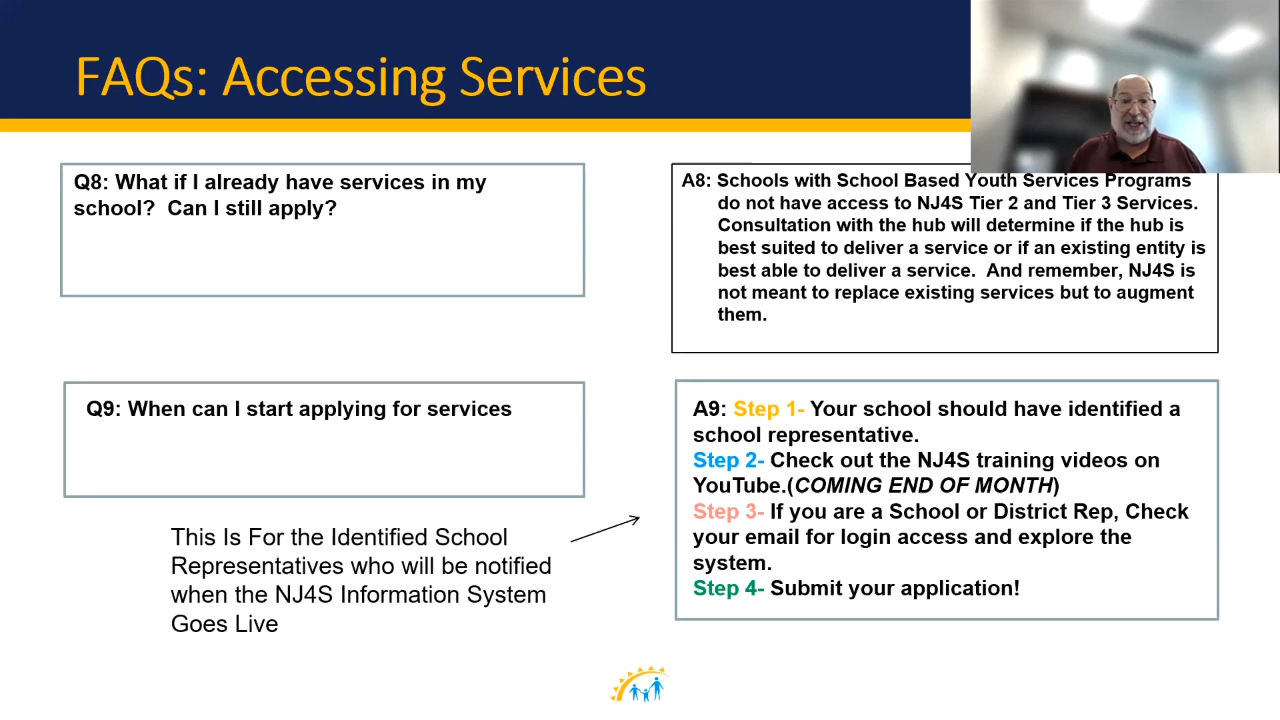 FAQs: Accessing Services
Q8: What if I already have services in my
school?  Can I still apply?
A8: Schools with School Based Youth Services Programs
do not have access to NJ4S Tier 2 and Tier 3 Services.
Consultation with the hub will determine if the hub is
best suited to deliver a service or if an existing entity is
best able to deliver a service.  And remember, NJ4S is
not meant to replace existing services but to augment
them.
Q9: When can I start applying for services
A9: Step 1- Your school should have identified a
school representative.
Step 2- Check out the NJ4S training videos on
YouTube.(COMING END OF MONTH)
Step 3- If you are a School or District Rep, Check
your email for login access and explore the
system.
Step 4- Submit your application!
This Is For the Identified School
Representatives who will be notified
when the NJ4S Information System
Goes Live